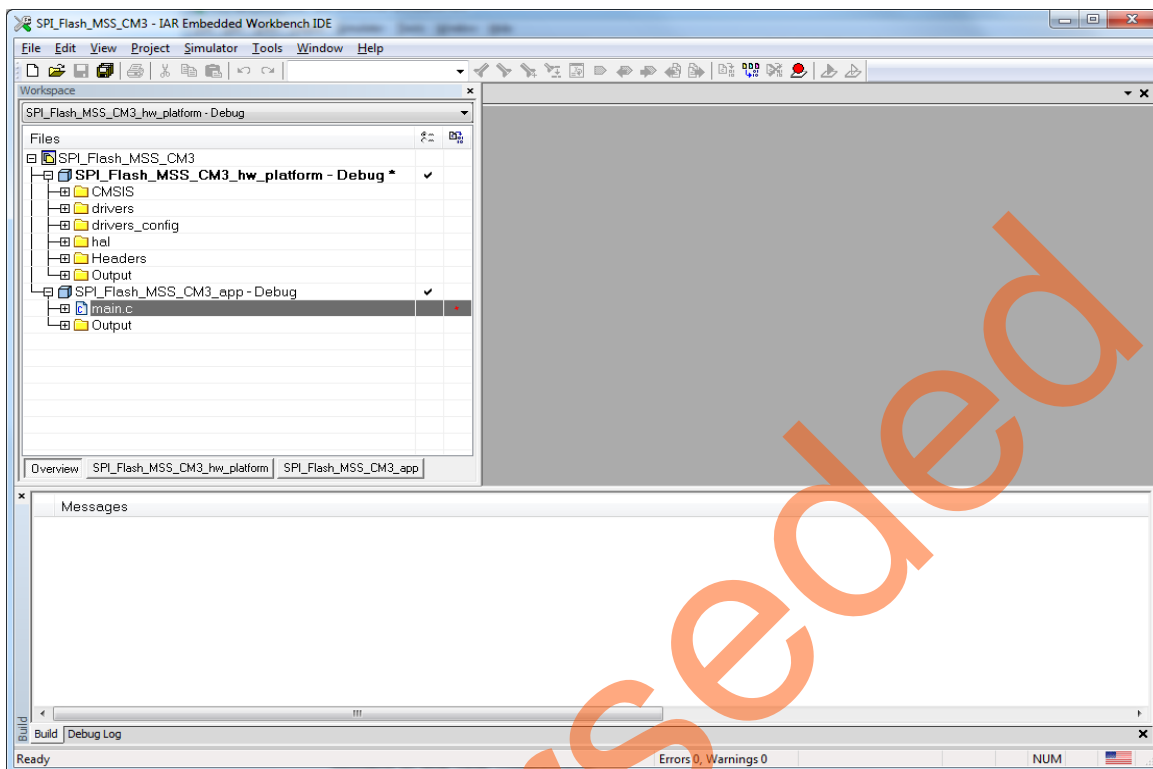 SPI_Flash_MSS_CM3 - IAR Embedded Workbench IDE
File Edit View Project Simulator Tools Window Help
Workspace
SPI_Flash_MSS_CM3_hw_platform - Debug
Files
SPI_Flash_MSS_CM3
SPI_Flash_MSS_CM3_hw_platform - Debug *
CMSIS
drivers
drivers_config
hal
Headers
Output
SPI_Flash_MSS_CM3_app - Debug
main.c
Output
Overview SPI_Flash_MSS_CM3_hw_platform SPI_Flash_MSS_CM3_app
Messages
Build
Build Debug Log
Ready Errors 0, Warnings 0 NUM
seded